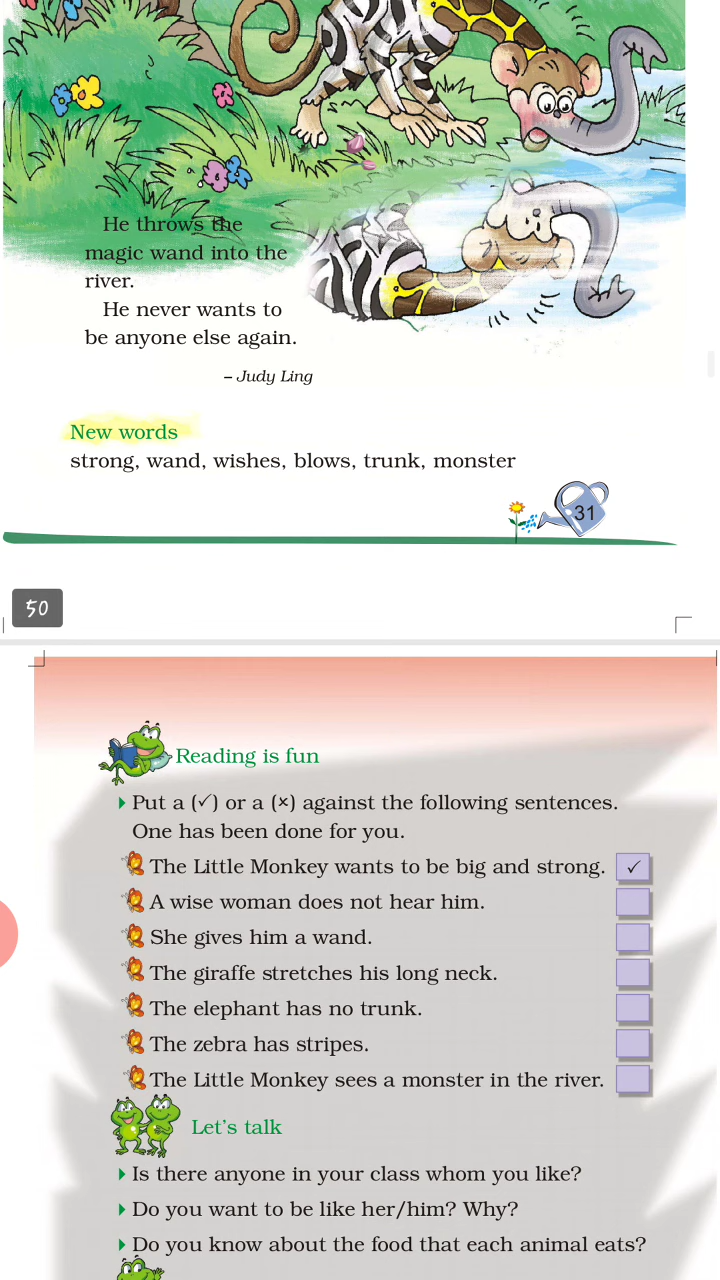 He throws the
magic wand into the
river.
He never wants to
be anyone else again.
– Judy Ling
New words
strong, wand, wishes, blows, trunk, monster
31
50
Reading is fun
Put a (✓) or a (×) against the following sentences.
One has been done for you.
The Little Monkey wants to be big and strong. ✓
A wise woman does not hear him.
She gives him a wand.
The giraffe stretches his long neck.
The elephant has no trunk.
The zebra has stripes.
The Little Monkey sees a monster in the river.
Let's talk
Is there anyone in your class whom you like?
Do you want to be like her/him? Why?
Do you know about the food that each animal eats?